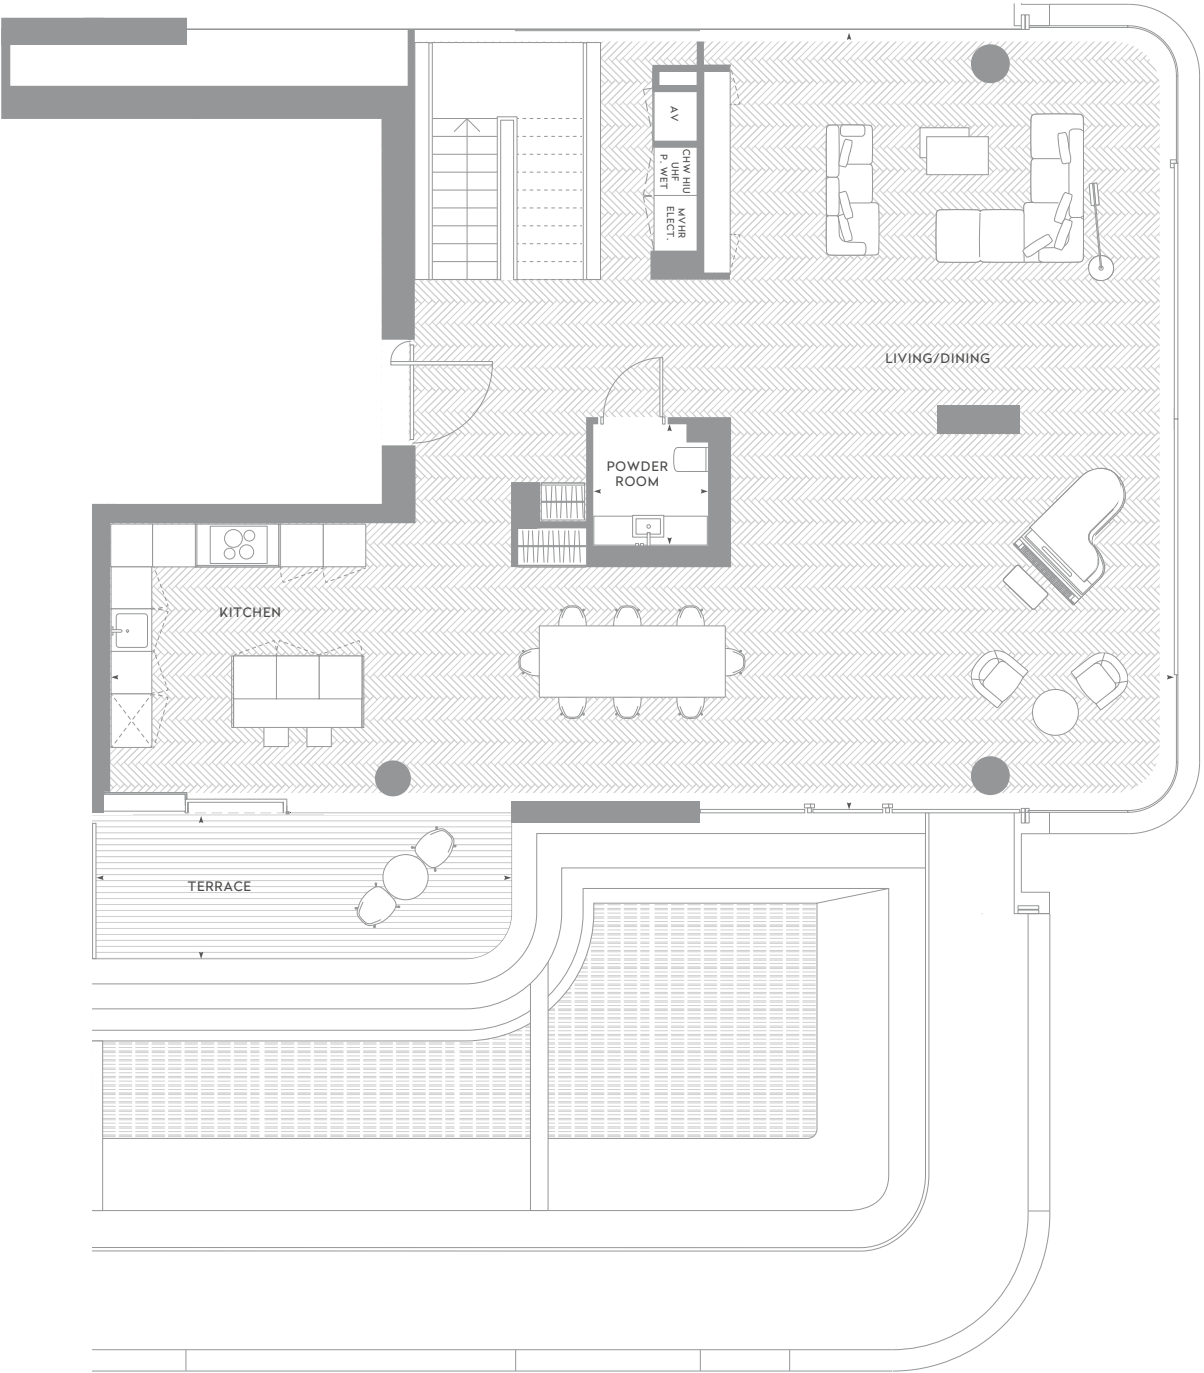 AV
CHW HIU
UHF
P. WET
MVHR
ELECT.
LIVING/DINING
POWDER
ROOM
KITCHEN
TERRACE